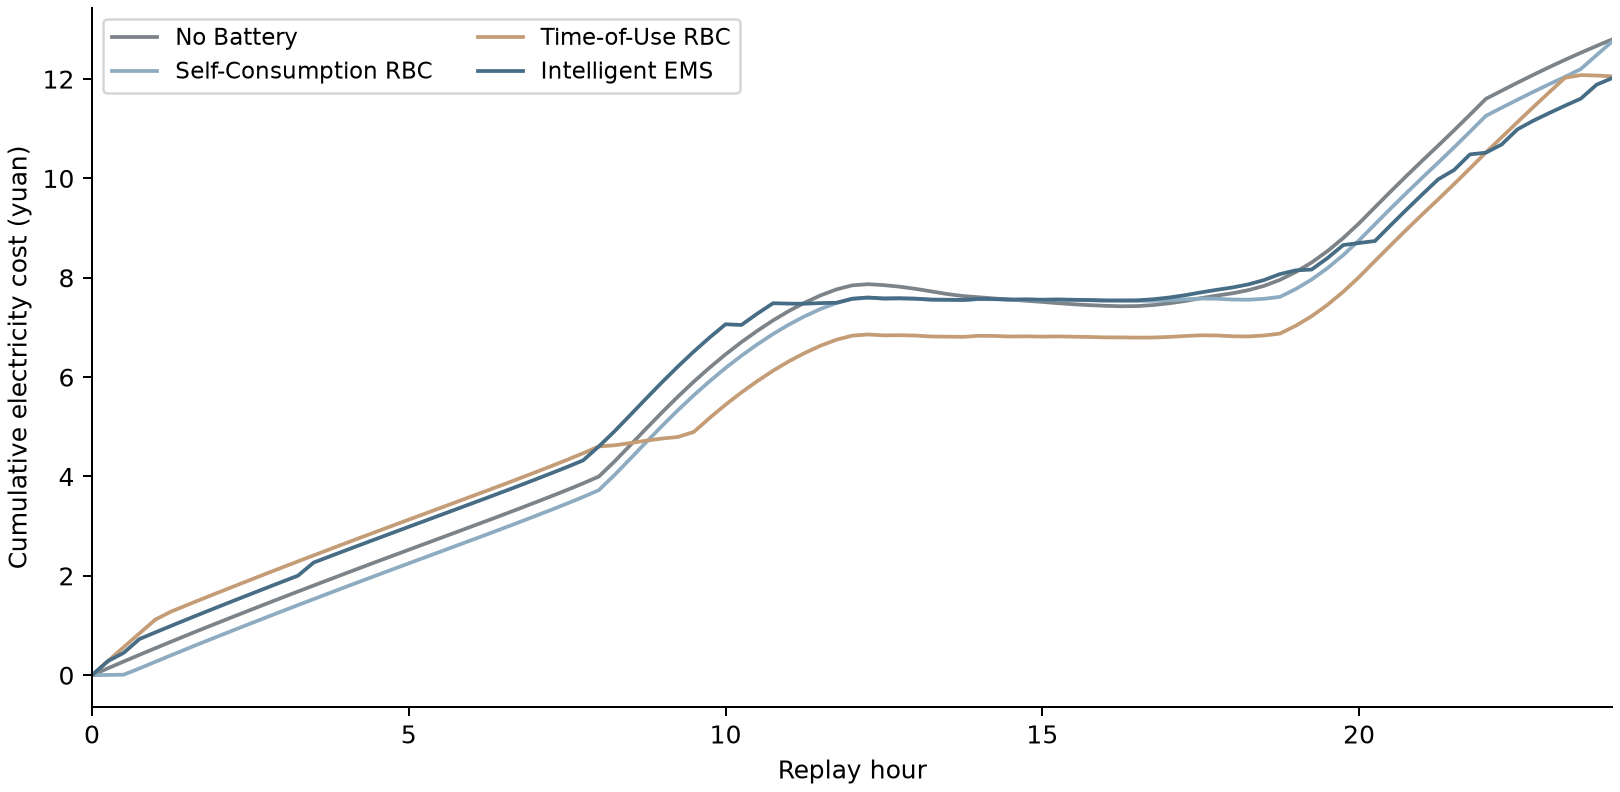 No Battery
Self-Consumption RBC
Time-of-Use RBC
Intelligent EMS
Cumulative electricity cost (yuan)
12
10
8
6
4
2
0
0 5 10 15 20
Replay hour